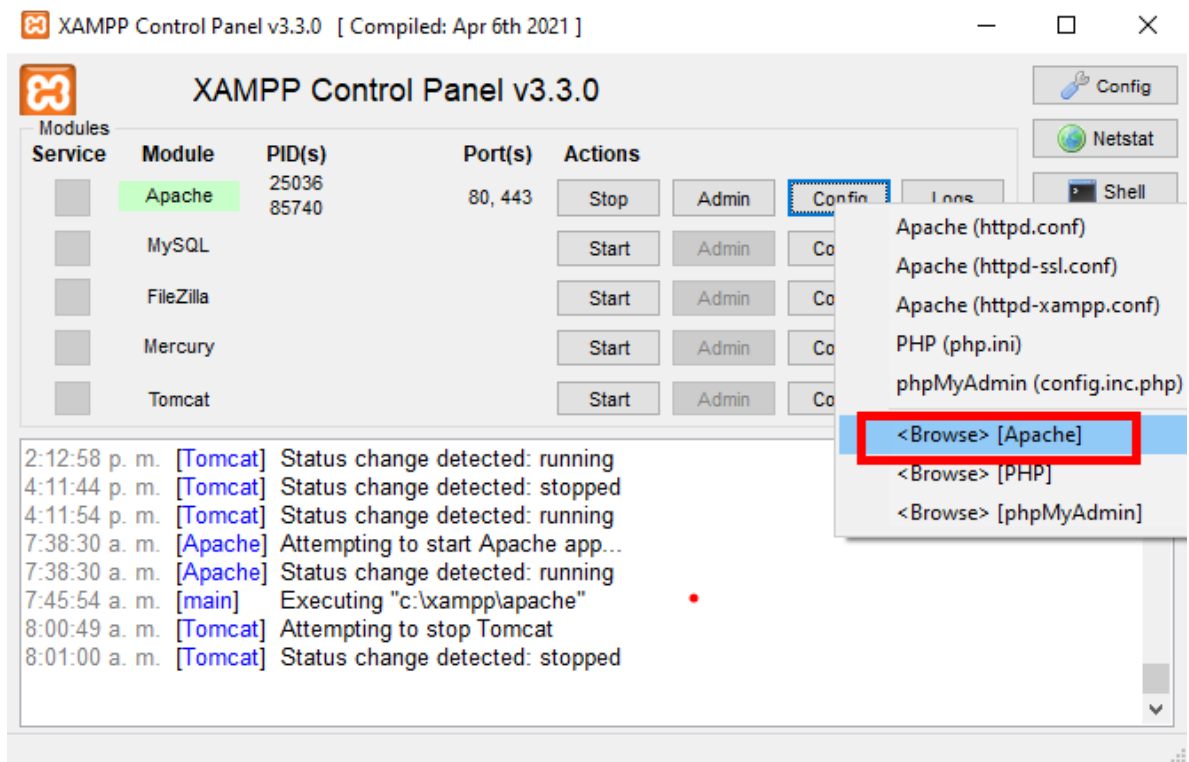 XAMPP Control Panel v3.3.0 [ Compiled: Apr 6th 2021 ]
XAMPP Control Panel v3.3.0
Config
Netstat
Shell
Modules
Service Module PID(s) Port(s) Actions
Apache 25036 85740 80, 443 Stop Admin Config Logs
MySQL Start Admin Co
FileZilla Start Admin Co
Mercury Start Admin Co
Tomcat Start Admin Co
Apache (httpd.conf)
Apache (httpd-ssl.conf)
Apache (httpd-xampp.conf)
PHP (php.ini)
phpMyAdmin (config.inc.php)
<Browse> [Apache]
<Browse> [PHP]
<Browse> [phpMyAdmin]
2:12:58 p. m. [Tomcat] Status change detected: running
4:11:44 p. m. [Tomcat] Status change detected: stopped
4:11:54 p. m. [Tomcat] Status change detected: running
7:38:30 a. m. [Apache] Attempting to start Apache app...
7:38:30 a. m. [Apache] Status change detected: running
7:45:54 a. m. [main] Executing "c:\xampp\apache"
8:00:49 a. m. [Tomcat] Attempting to stop Tomcat
8:01:00 a. m. [Tomcat] Status change detected: stopped